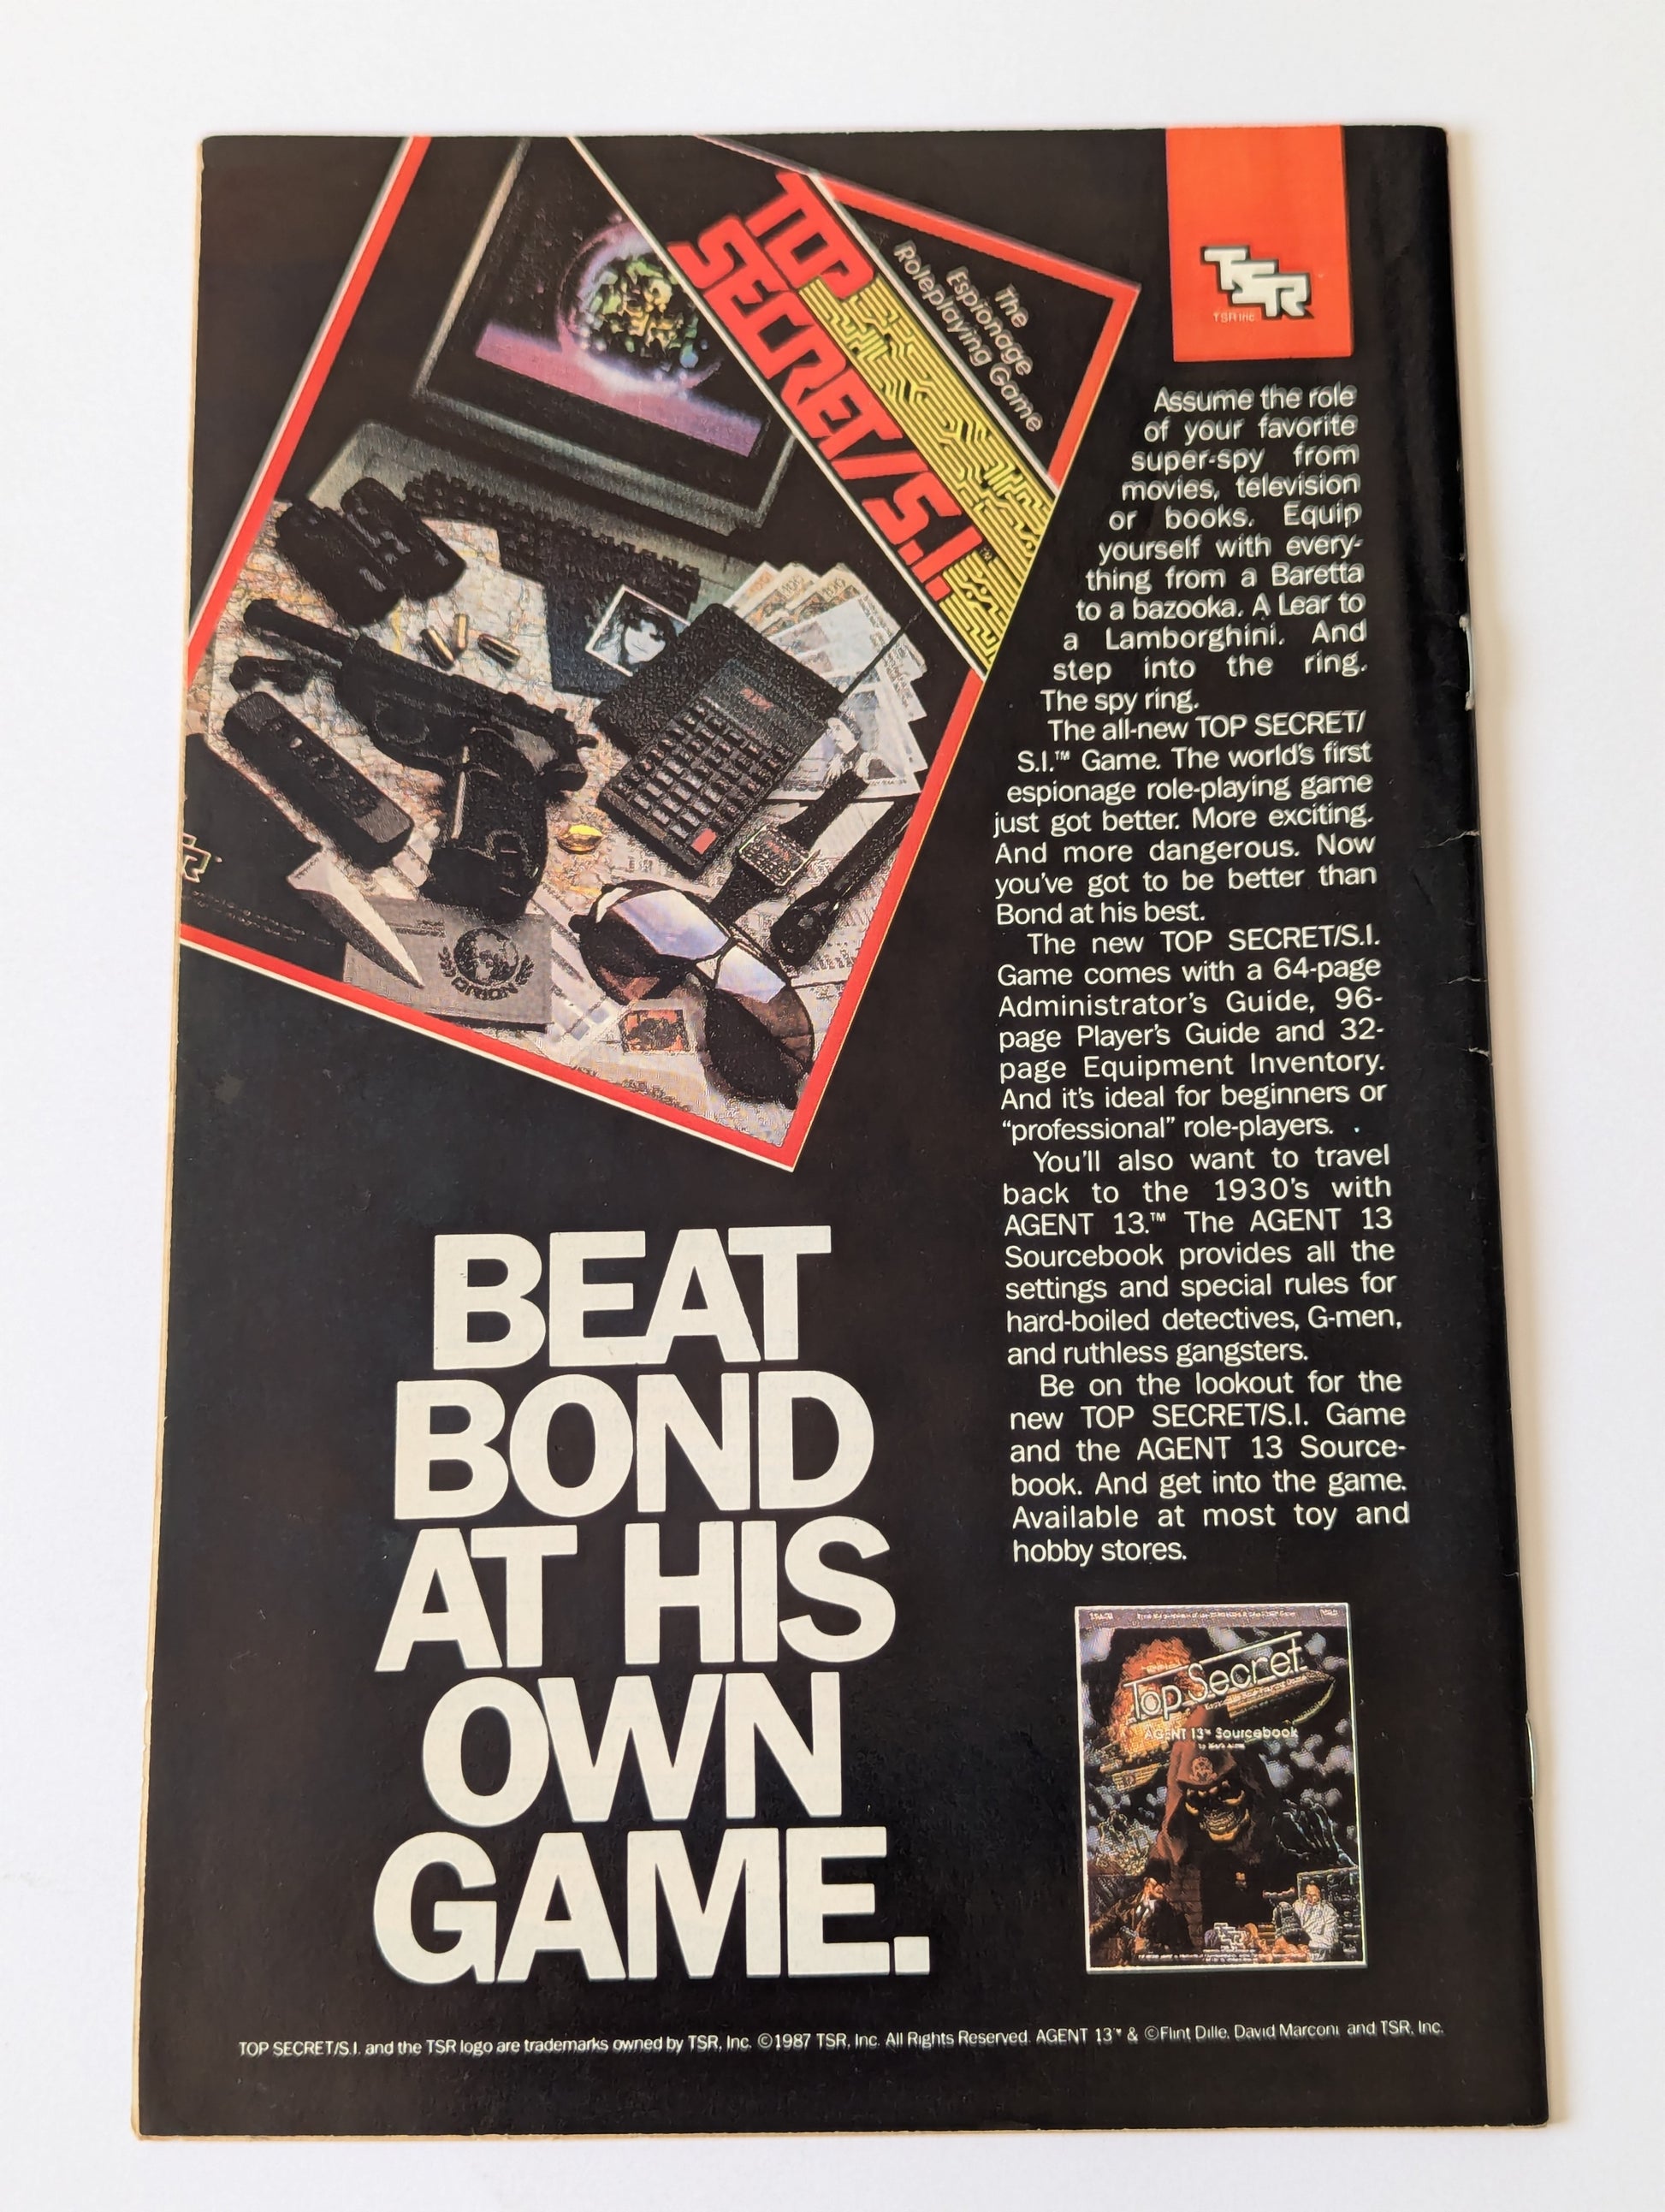 TOP
SECRET/S.I.™
The
Espionage
Roleplaying Game
TSR
TSR Inc.
Assume the role
of your favorite
super-spy from
movies, television
or books. Equip
yourself with every-
thing from a Baretta
to a bazooka. A Lear to
a Lamborghini. And
step into the ring.
The spy ring.
The all-new TOP SECRET/
S.I.™ Game. The world's first
espionage role-playing game
just got better. More exciting.
And more dangerous. Now
you've got to be better than
Bond at his best.
The new TOP SECRET/S.I.
Game comes with a 64-page
Administrator's Guide, 96-
page Player's Guide and 32-
page Equipment Inventory.
And it's ideal for beginners or
“professional” role-players.
You'll also want to travel
back to the 1930's with
AGENT 13.™ The AGENT 13
Sourcebook provides all the
settings and special rules for
hard-boiled detectives, G-men,
and ruthless gangsters.
Be on the lookout for the
new TOP SECRET/S.I. Game
and the AGENT 13 Source-
book. And get into the game.
Available at most toy and
hobby stores.
ORION
BEAT
BOND
AT HIS
OWN
GAME.
Top Secret
AGENT 13™ Sourcebook
TSR
TOP SECRET/S.I. and the TSR logo are trademarks owned by TSR, Inc. ©1987 TSR, Inc. All Rights Reserved. AGENT 13™ & ©Flint Dille, David Marconi and TSR, Inc.